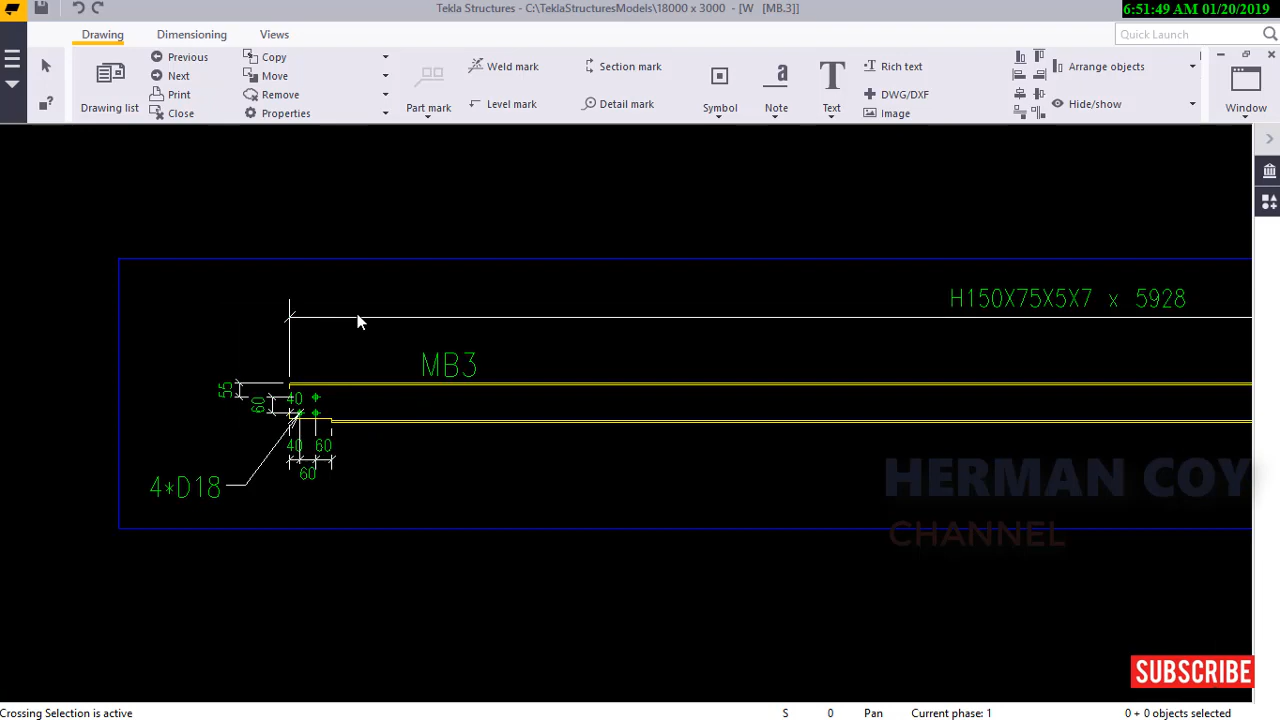 Tekla Structures - C:\TeklaStructuresModels\18000 x 3000 - [W [MB.3]]
6:51:49 AM 01/20/2019
Drawing
Dimensioning
Views
Quick Launch
Drawing list
Previous
Next
Print
Close
Copy
Move
Remove
Properties
Part mark
Weld mark
Level mark
Section mark
Detail mark
Symbol
Note
Text
Rich text
DWG/DXF
Image
Arrange objects
Hide/show
Window
H150X75X5X7 x 5928
MB3
55
60
40
40
60
60
4*D18
HERMAN COY
CHANNEL
SUBSCRIBE
Crossing Selection is active
S
0
Pan
Current phase: 1
0 + 0 objects selected